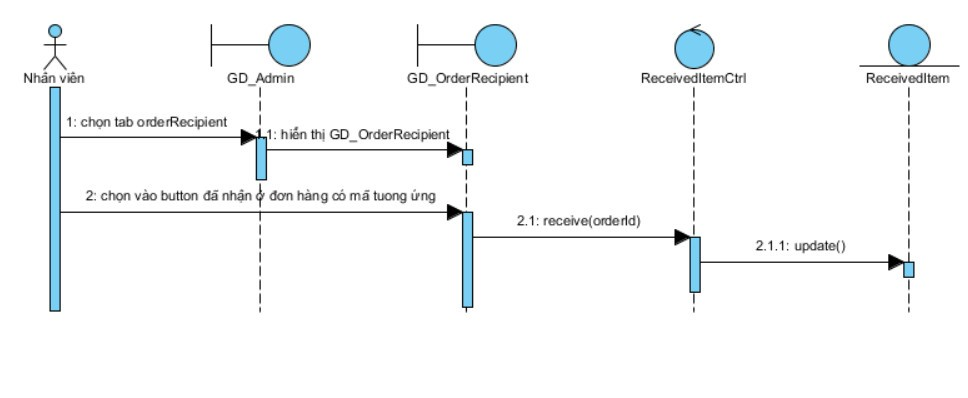 Nhân viên
GD_Admin
GD_OrderRecipient
ReceivedItemCtrl
ReceivedItem
1: chọn tab orderRecipient
1.1: hiển thị GD_OrderRecipient
2: chọn vào button đã nhận ở đơn hàng có mã tuong ứng
2.1: receive(orderId)
2.1.1: update()